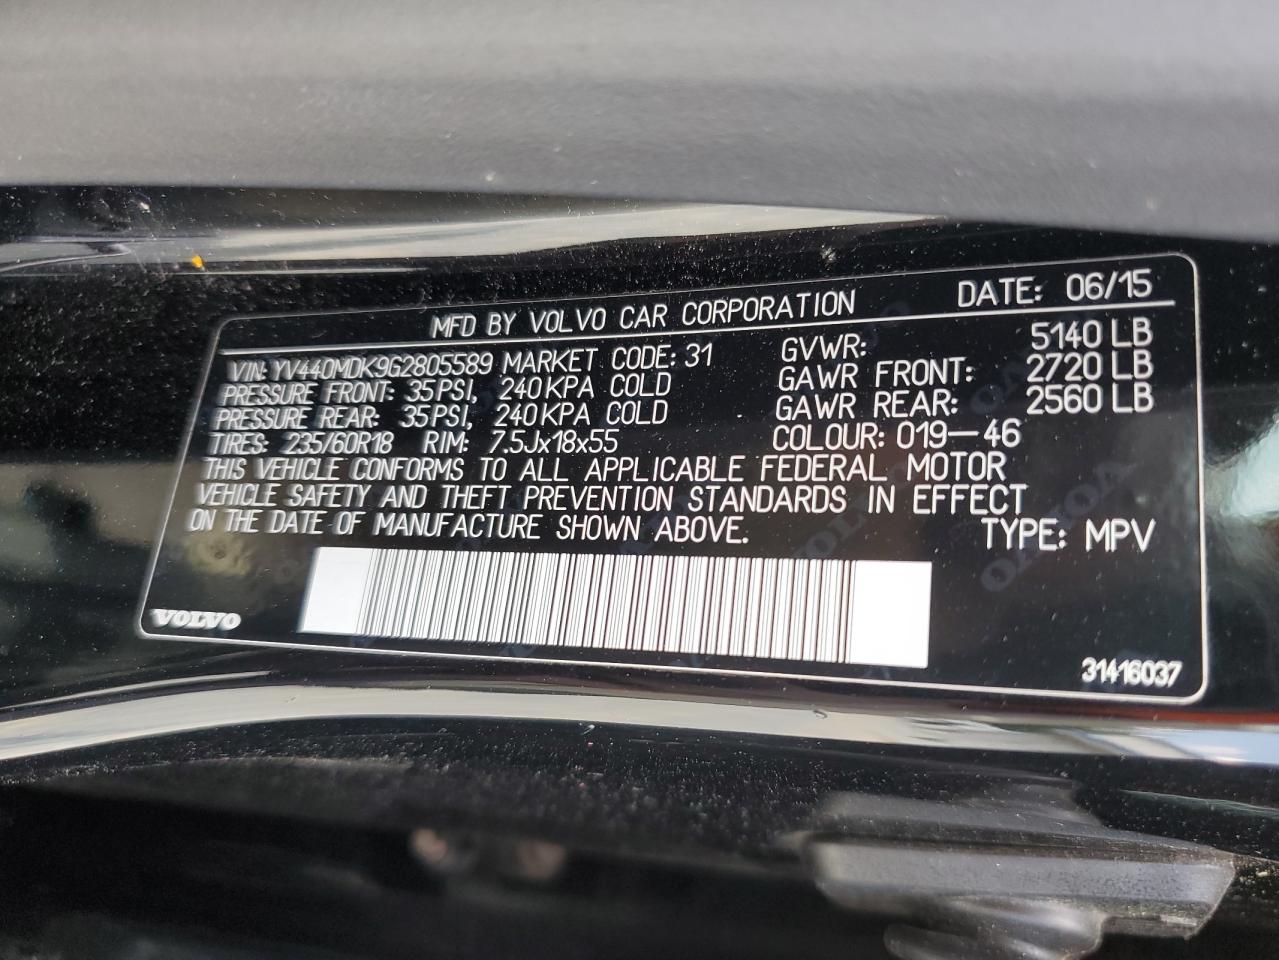 MFD BY VOLVO CAR CORPORATION DATE: 06/15
VIN: YV440MDK9G2805589 MARKET CODE: 31 GVWR: 5140 LB
PRESSURE FRONT: 35PSI, 240KPA COLD GAWR FRONT: 2720 LB
PRESSURE REAR: 35PSI, 240KPA COLD GAWR REAR: 2560 LB
TIRES: 235/60R18 RIM: 7.5Jx18x55 COLOUR: 019-46
THIS VEHICLE CONFORMS TO ALL APPLICABLE FEDERAL MOTOR
VEHICLE SAFETY AND THEFT PREVENTION STANDARDS IN EFFECT
ON THE DATE OF MANUFACTURE SHOWN ABOVE. TYPE: MPV
VOLVO
31416037